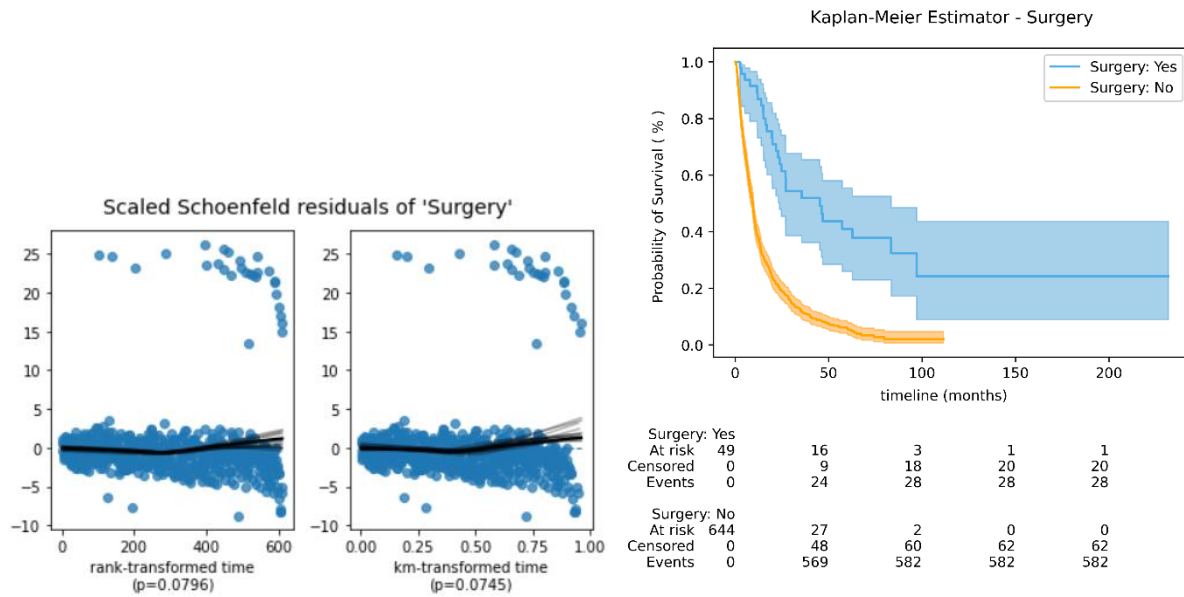 Kaplan-Meier Estimator - Surgery
Surgery: Yes
Surgery: No
Probability of Survival ( % )
1.0
0.8
0.6
0.4
0.2
0.0
0 50 100 150 200
timeline (months)
Surgery: Yes
At risk 49 16 3 1 1
Censored 0 9 18 20 20
Events 0 24 28 28 28
Surgery: No
At risk 644 27 2 0 0
Censored 0 48 60 62 62
Events 0 569 582 582 582
Scaled Schoenfeld residuals of 'Surgery'
25
20
15
10
5
0
−5
−10
0 200 400 600
rank-transformed time
(p=0.0796)
25
20
15
10
5
0
−5
−10
0.00 0.25 0.50 0.75 1.00
km-transformed time
(p=0.0745)